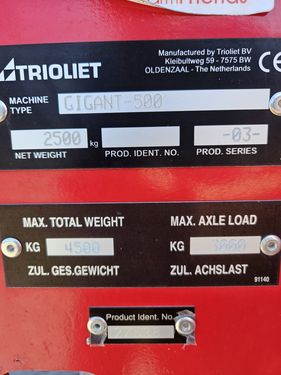 TRIOLIET
Manufactured by Trioliet BV
Kleibultweg 59 - 7575 BW
OLDENZAAL - The Netherlands
CE
MACHINE TYPE
GIGANT-500
2500 kg
-03-
NET WEIGHT
PROD. IDENT. NO.
PROD. SERIES
MAX. TOTAL WEIGHT
MAX. AXLE LOAD
KG 4500
KG
ZUL. GES.GEWICHT
ZUL. ACHSLAST
91140
Product Ident. No.